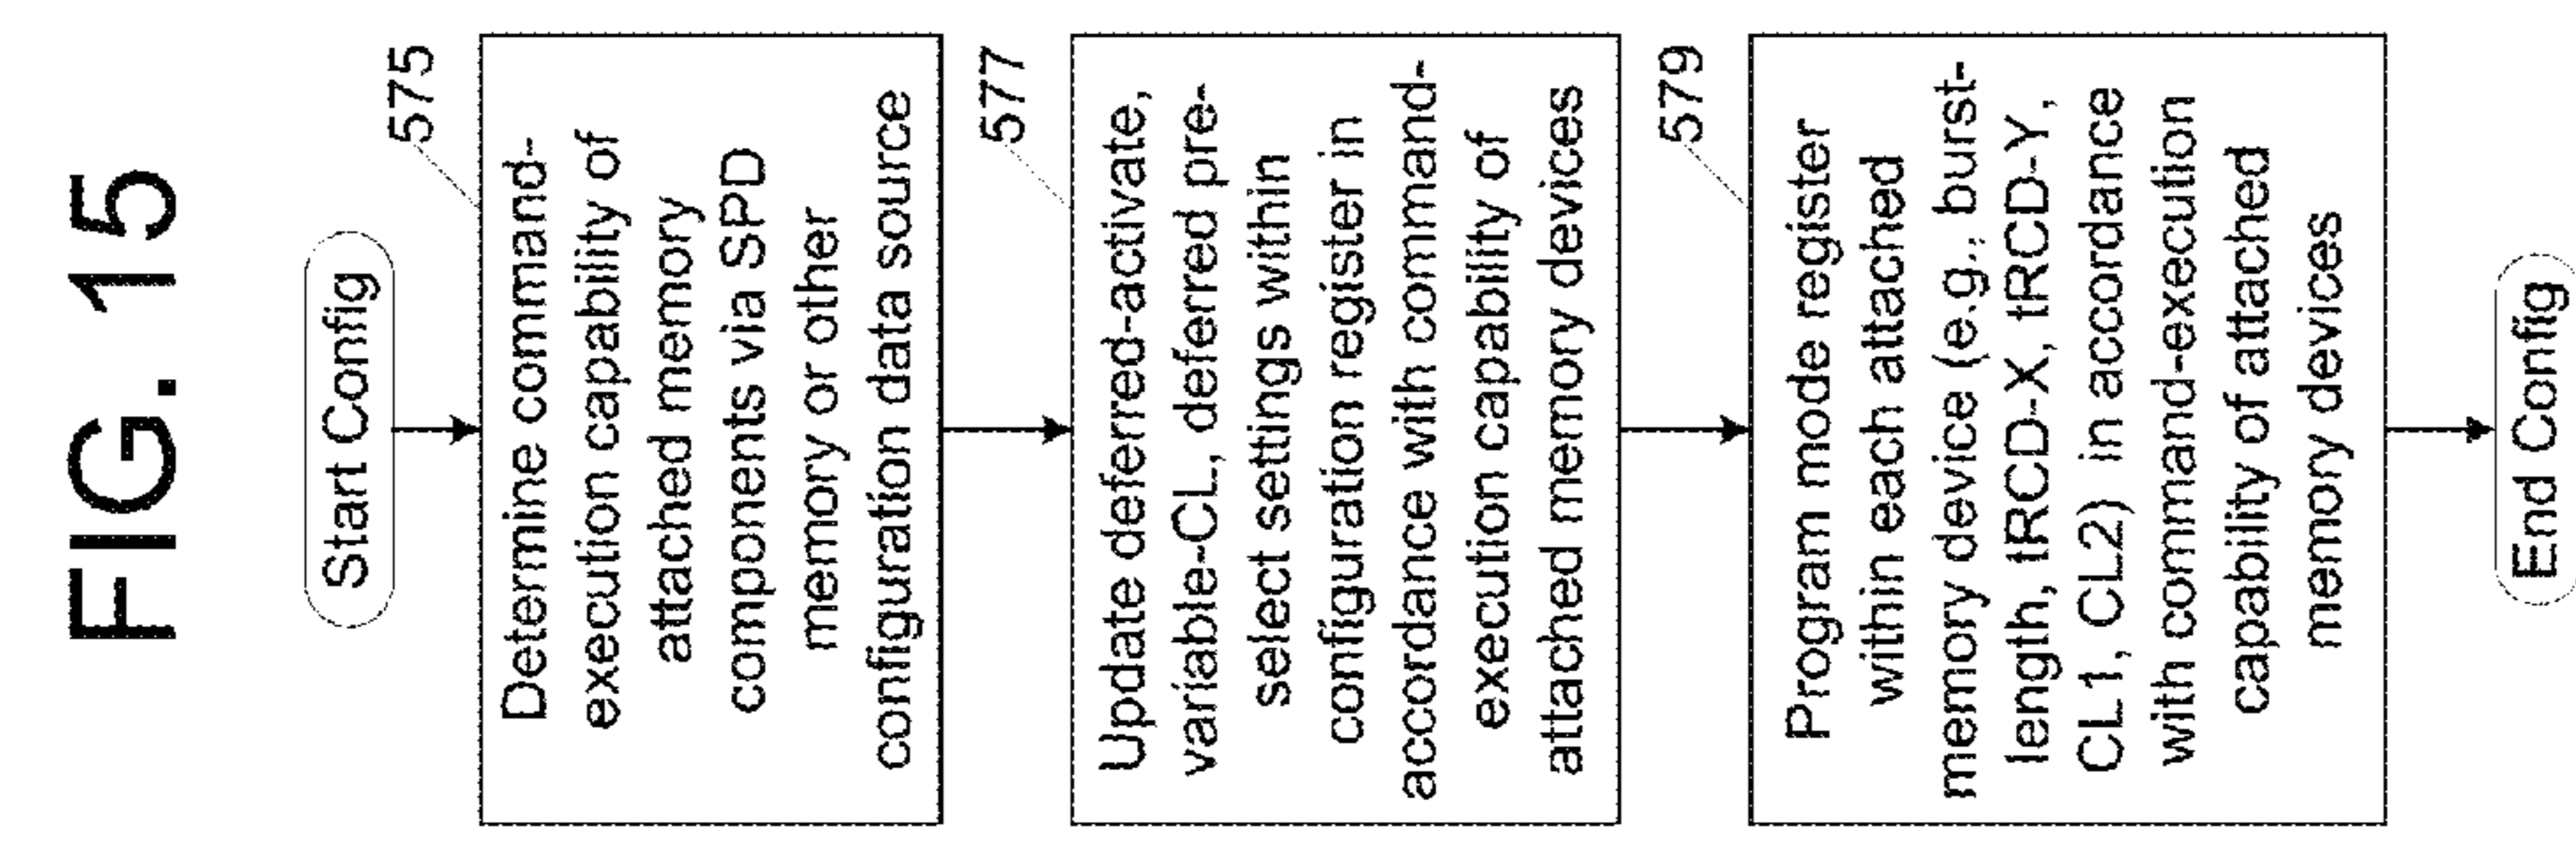 FIG. 15
Start Config
575
Determine command-
execution capability of
attached memory
components via SPD
memory or other
configuration data source
577
Update deferred-activate,
variable-CL, deferred pre-
select settings within
configuration register in
accordance with command-
execution capability of
attached memory devices
579
Program mode register
within each attached
memory device (e.g., burst-
length, tRCD-X, tRCD-Y,
CL1, CL2) in accordance
with command-execution
capability of attached
memory devices
End Config